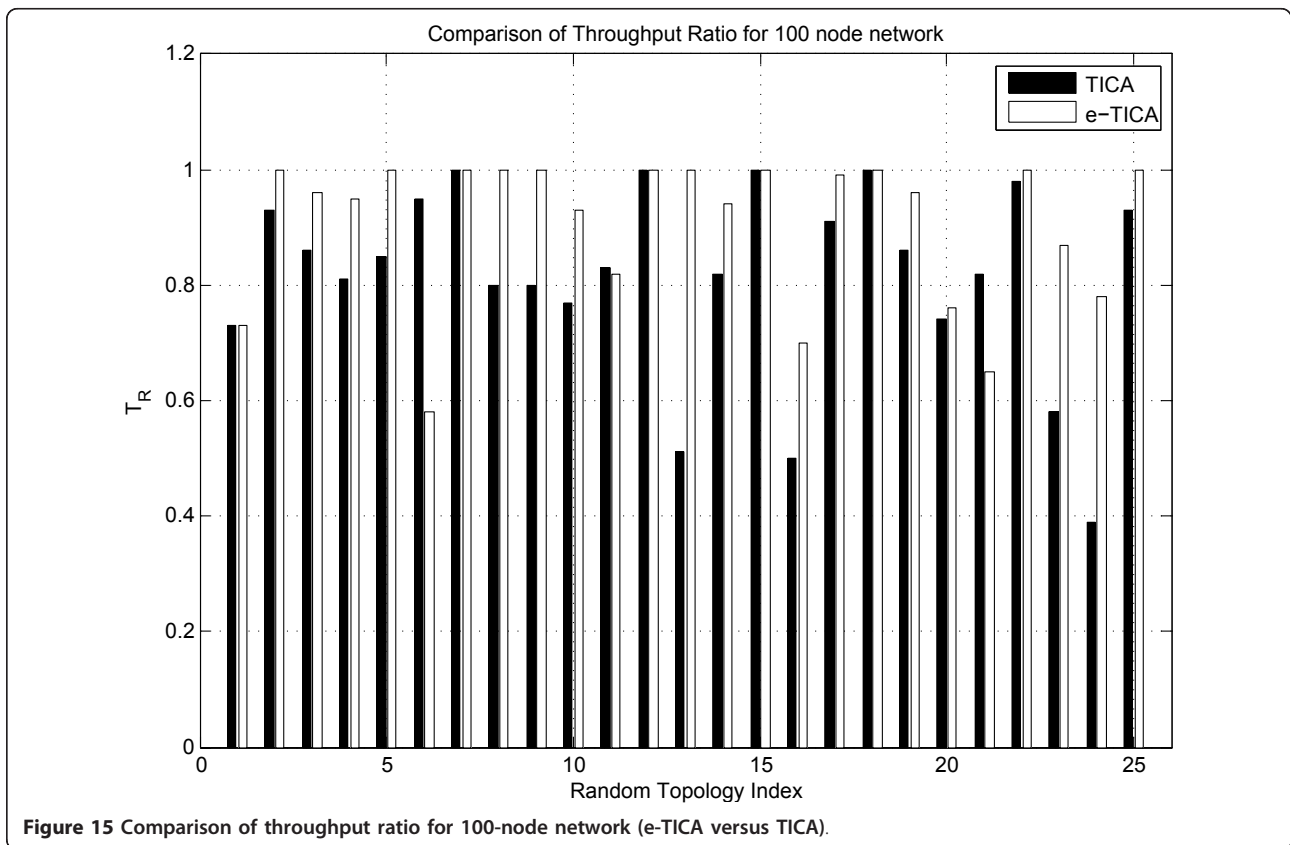 Comparison of Throughput Ratio for 100 node network
1.2
1
0.8
0.6
0.4
0.2
0
T_R
TICA
e−TICA
0 5 10 15 20 25
Random Topology Index
Figure 15 Comparison of throughput ratio for 100-node network (e-TICA versus TICA).